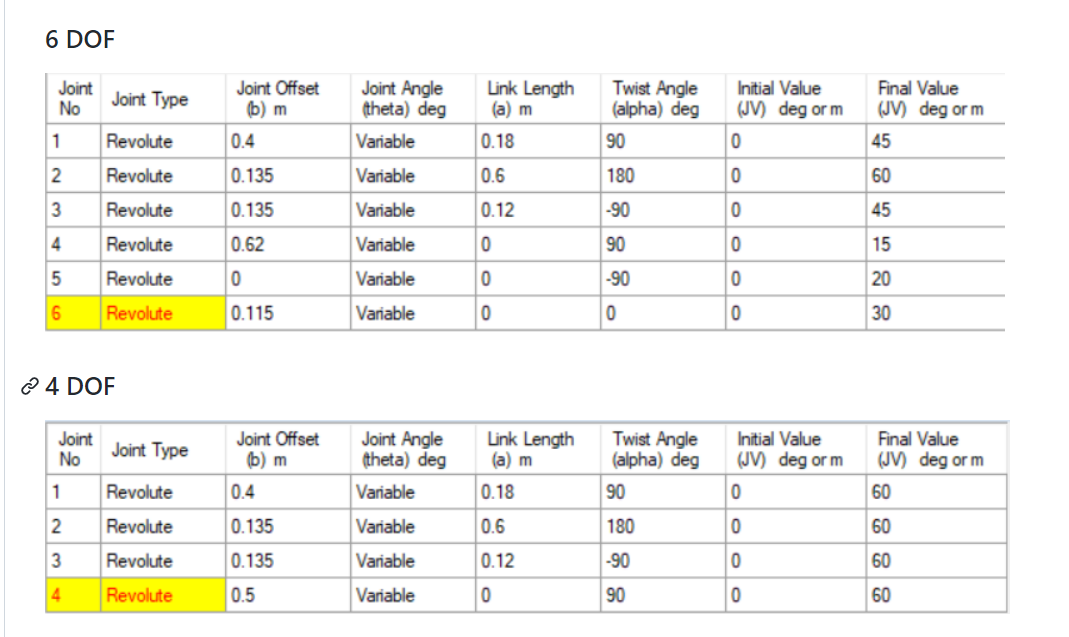 6 DOF
Joint No | Joint Type | Joint Offset (b) m | Joint Angle (theta) deg | Link Length (a) m | Twist Angle (alpha) deg | Initial Value (JV) deg or m | Final Value (JV) deg or m
1 | Revolute | 0.4 | Variable | 0.18 | 90 | 0 | 45
2 | Revolute | 0.135 | Variable | 0.6 | 180 | 0 | 60
3 | Revolute | 0.135 | Variable | 0.12 | -90 | 0 | 45
4 | Revolute | 0.62 | Variable | 0 | 90 | 0 | 15
5 | Revolute | 0 | Variable | 0 | -90 | 0 | 20
6 | Revolute | 0.115 | Variable | 0 | 0 | 0 | 30
4 DOF
Joint No | Joint Type | Joint Offset (b) m | Joint Angle (theta) deg | Link Length (a) m | Twist Angle (alpha) deg | Initial Value (JV) deg or m | Final Value (JV) deg or m
1 | Revolute | 0.4 | Variable | 0.18 | 90 | 0 | 60
2 | Revolute | 0.135 | Variable | 0.6 | 180 | 0 | 60
3 | Revolute | 0.135 | Variable | 0.12 | -90 | 0 | 60
4 | Revolute | 0.5 | Variable | 0 | 90 | 0 | 60